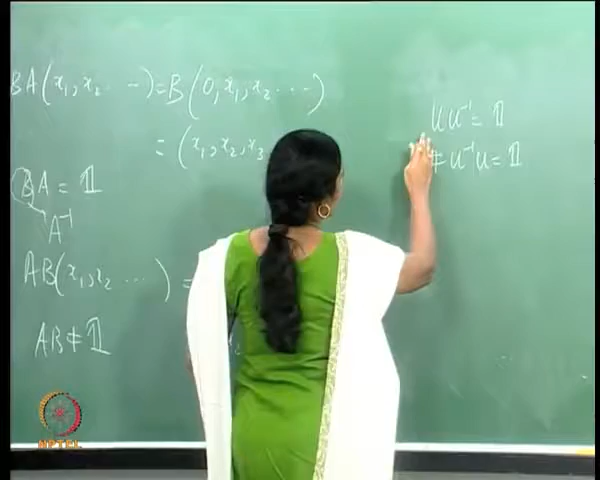 BA(x₁, x₂ ⋯ –) = B(0, x₁, x₂ ⋯)
= (x₁, x₂, x₃
BA = 𝟙
A⁻¹
AB(x₁, x₂ ⋯) =
AB ≠ 𝟙
UU⁻¹ = 𝟙
≠ U⁻¹U = 𝟙
NPTEL